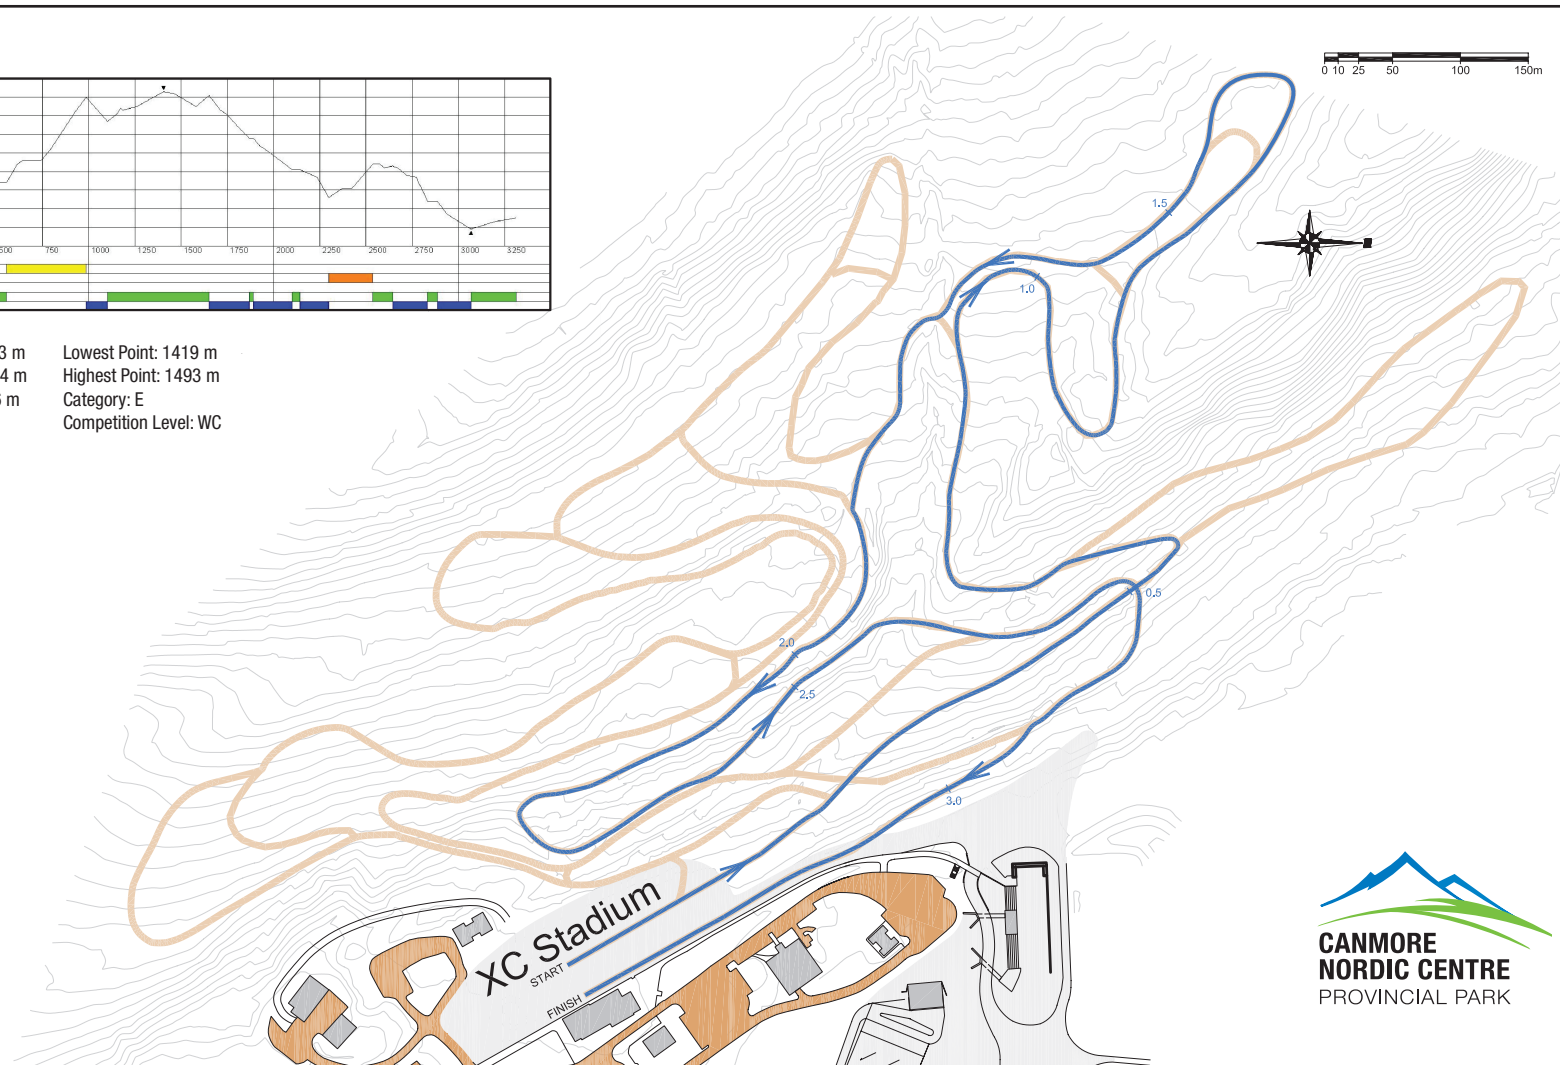 0 10 25 50 100 150m
500 750 1000 1250 1500 1750 2000 2250 2500 2750 3000 3250
3 m Lowest Point: 1419 m
4 m Highest Point: 1493 m
m Category: E
Competition Level: WC
1.5
1.0
0.5
2.0
2.5
3.0
XC Stadium
START
FINISH
CANMORE
NORDIC CENTRE
PROVINCIAL PARK